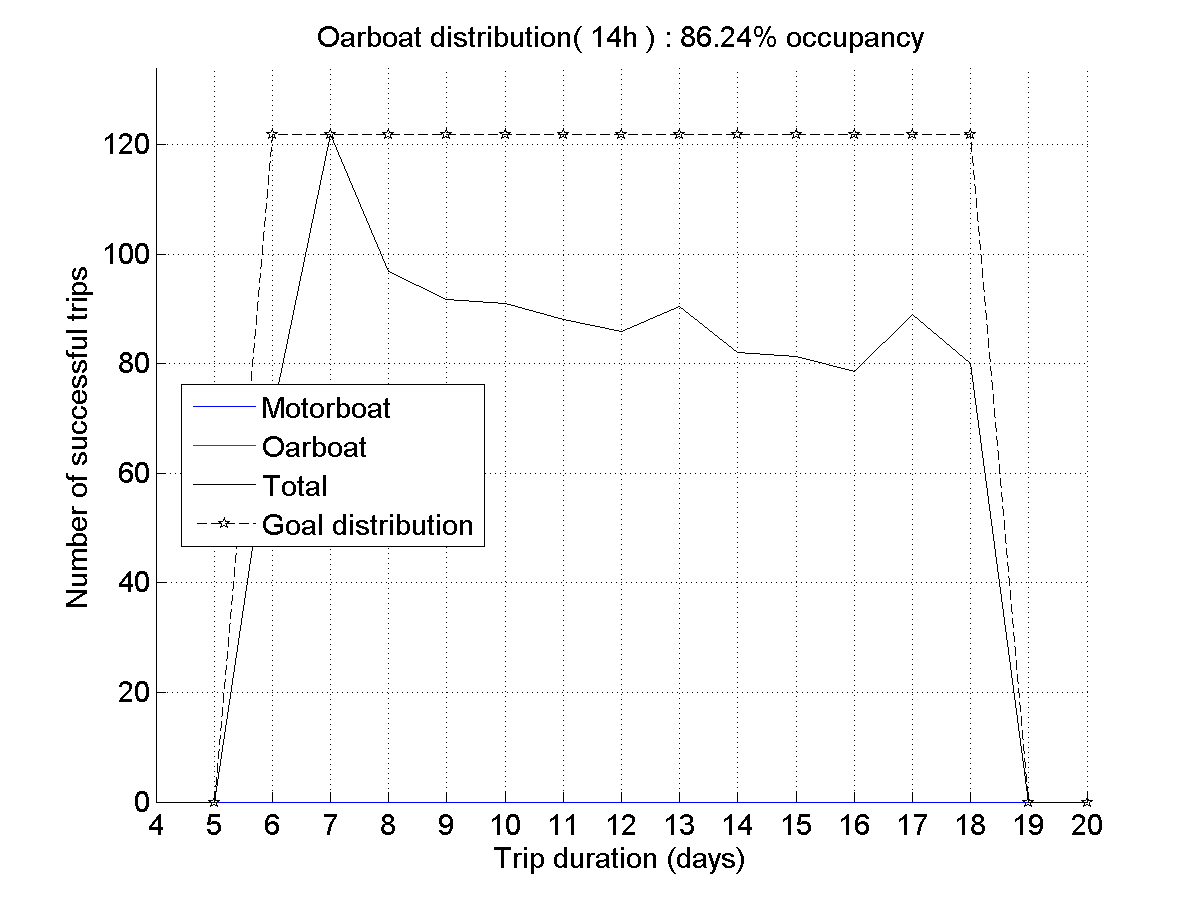 Oarboat distribution( 14h ) : 86.24% occupancy
120
100
80
60
40
20
0
Number of successful trips
Motorboat
Oarboat
Total
Goal distribution
4 5 6 7 8 9 10 11 12 13 14 15 16 17 18 19 20
Trip duration (days)